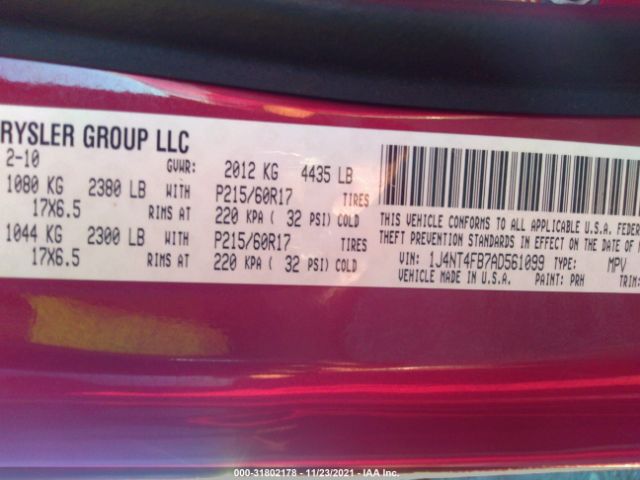 RYSLER GROUP LLC
2-10 GVWR: 2012 KG 4435 LB
1080 KG 2380 LB WITH P215/60R17 TIRES
17X6.5 RIMS AT 220 KPA ( 32 PSI) COLD
1044 KG 2300 LB WITH P215/60R17 TIRES
17X6.5 RIMS AT 220 KPA ( 32 PSI) COLD
THIS VEHICLE CONFORMS TO ALL APPLICABLE U.S.A. FEDER
THEFT PREVENTION STANDARDS IN EFFECT ON THE DATE OF
VIN: 1J4NT4FB7AD561099 TYPE: MPV
VEHICLE MADE IN U.S.A. PAINT: PRH TRIM:
000-31802178 - 11/23/2021 - IAA Inc.